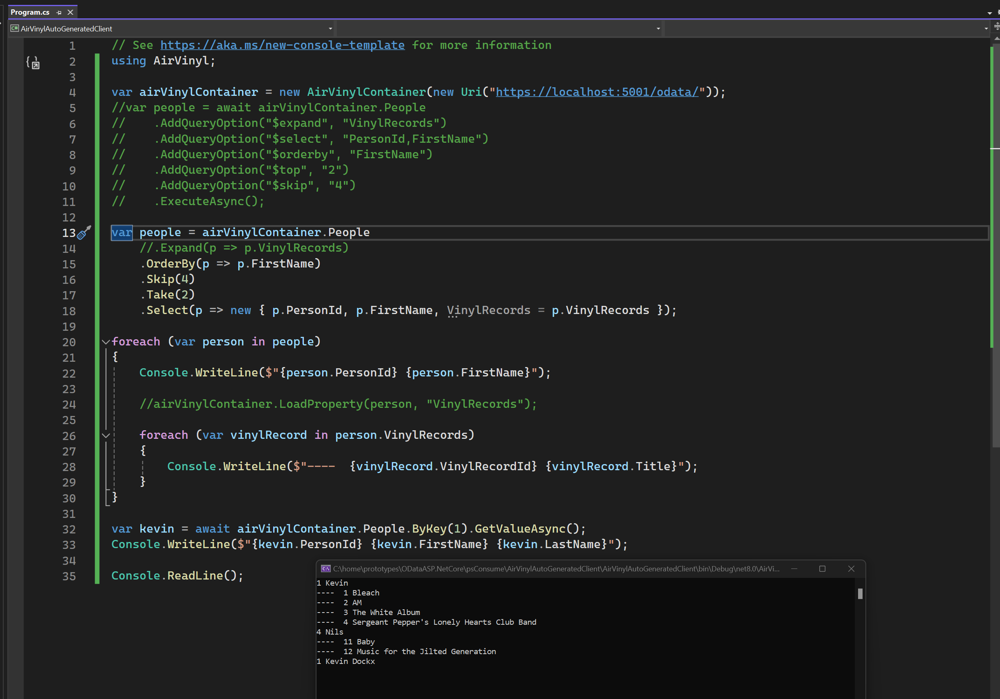 Program.cs
AirVinylAutoGeneratedClient
1 // See https://aka.ms/new-console-template for more information
2 using AirVinyl;
3
4 var airVinylContainer = new AirVinylContainer(new Uri("https://localhost:5001/odata/"));
5 //var people = await airVinylContainer.People
6 //    .AddQueryOption("$expand", "VinylRecords")
7 //    .AddQueryOption("$select", "PersonId,FirstName")
8 //    .AddQueryOption("$orderby", "FirstName")
9 //    .AddQueryOption("$top", "2")
10 //    .AddQueryOption("$skip", "4")
11 //    .ExecuteAsync();
12
13 var people = airVinylContainer.People
14     //.Expand(p => p.VinylRecords)
15     .OrderBy(p => p.FirstName)
16     .Skip(4)
17     .Take(2)
18     .Select(p => new { p.PersonId, p.FirstName, VinylRecords = p.VinylRecords });
19
20 foreach (var person in people)
21 {
22     Console.WriteLine($"{person.PersonId} {person.FirstName}");
23
24     //airVinylContainer.LoadProperty(person, "VinylRecords");
25
26     foreach (var vinylRecord in person.VinylRecords)
27     {
28         Console.WriteLine($"----  {vinylRecord.VinylRecordId} {vinylRecord.Title}");
29     }
30 }
31
32 var kevin = await airVinylContainer.People.ByKey(1).GetValueAsync();
33 Console.WriteLine($"{kevin.PersonId} {kevin.FirstName} {kevin.LastName}");
34
35 Console.ReadLine();
C:\home\prototypes\ODataASP.NetCore\psConsume\AirVinylAutoGeneratedClient\AirVinylAutoGeneratedClient\bin\Debug\net8.0\AirVi...
1 Kevin
----  1 Bleach
----  2 AM
----  3 The White Album
----  4 Sergeant Pepper's Lonely Hearts Club Band
4 Nils
----  11 Baby
----  12 Music for the Jilted Generation
1 Kevin Dockx